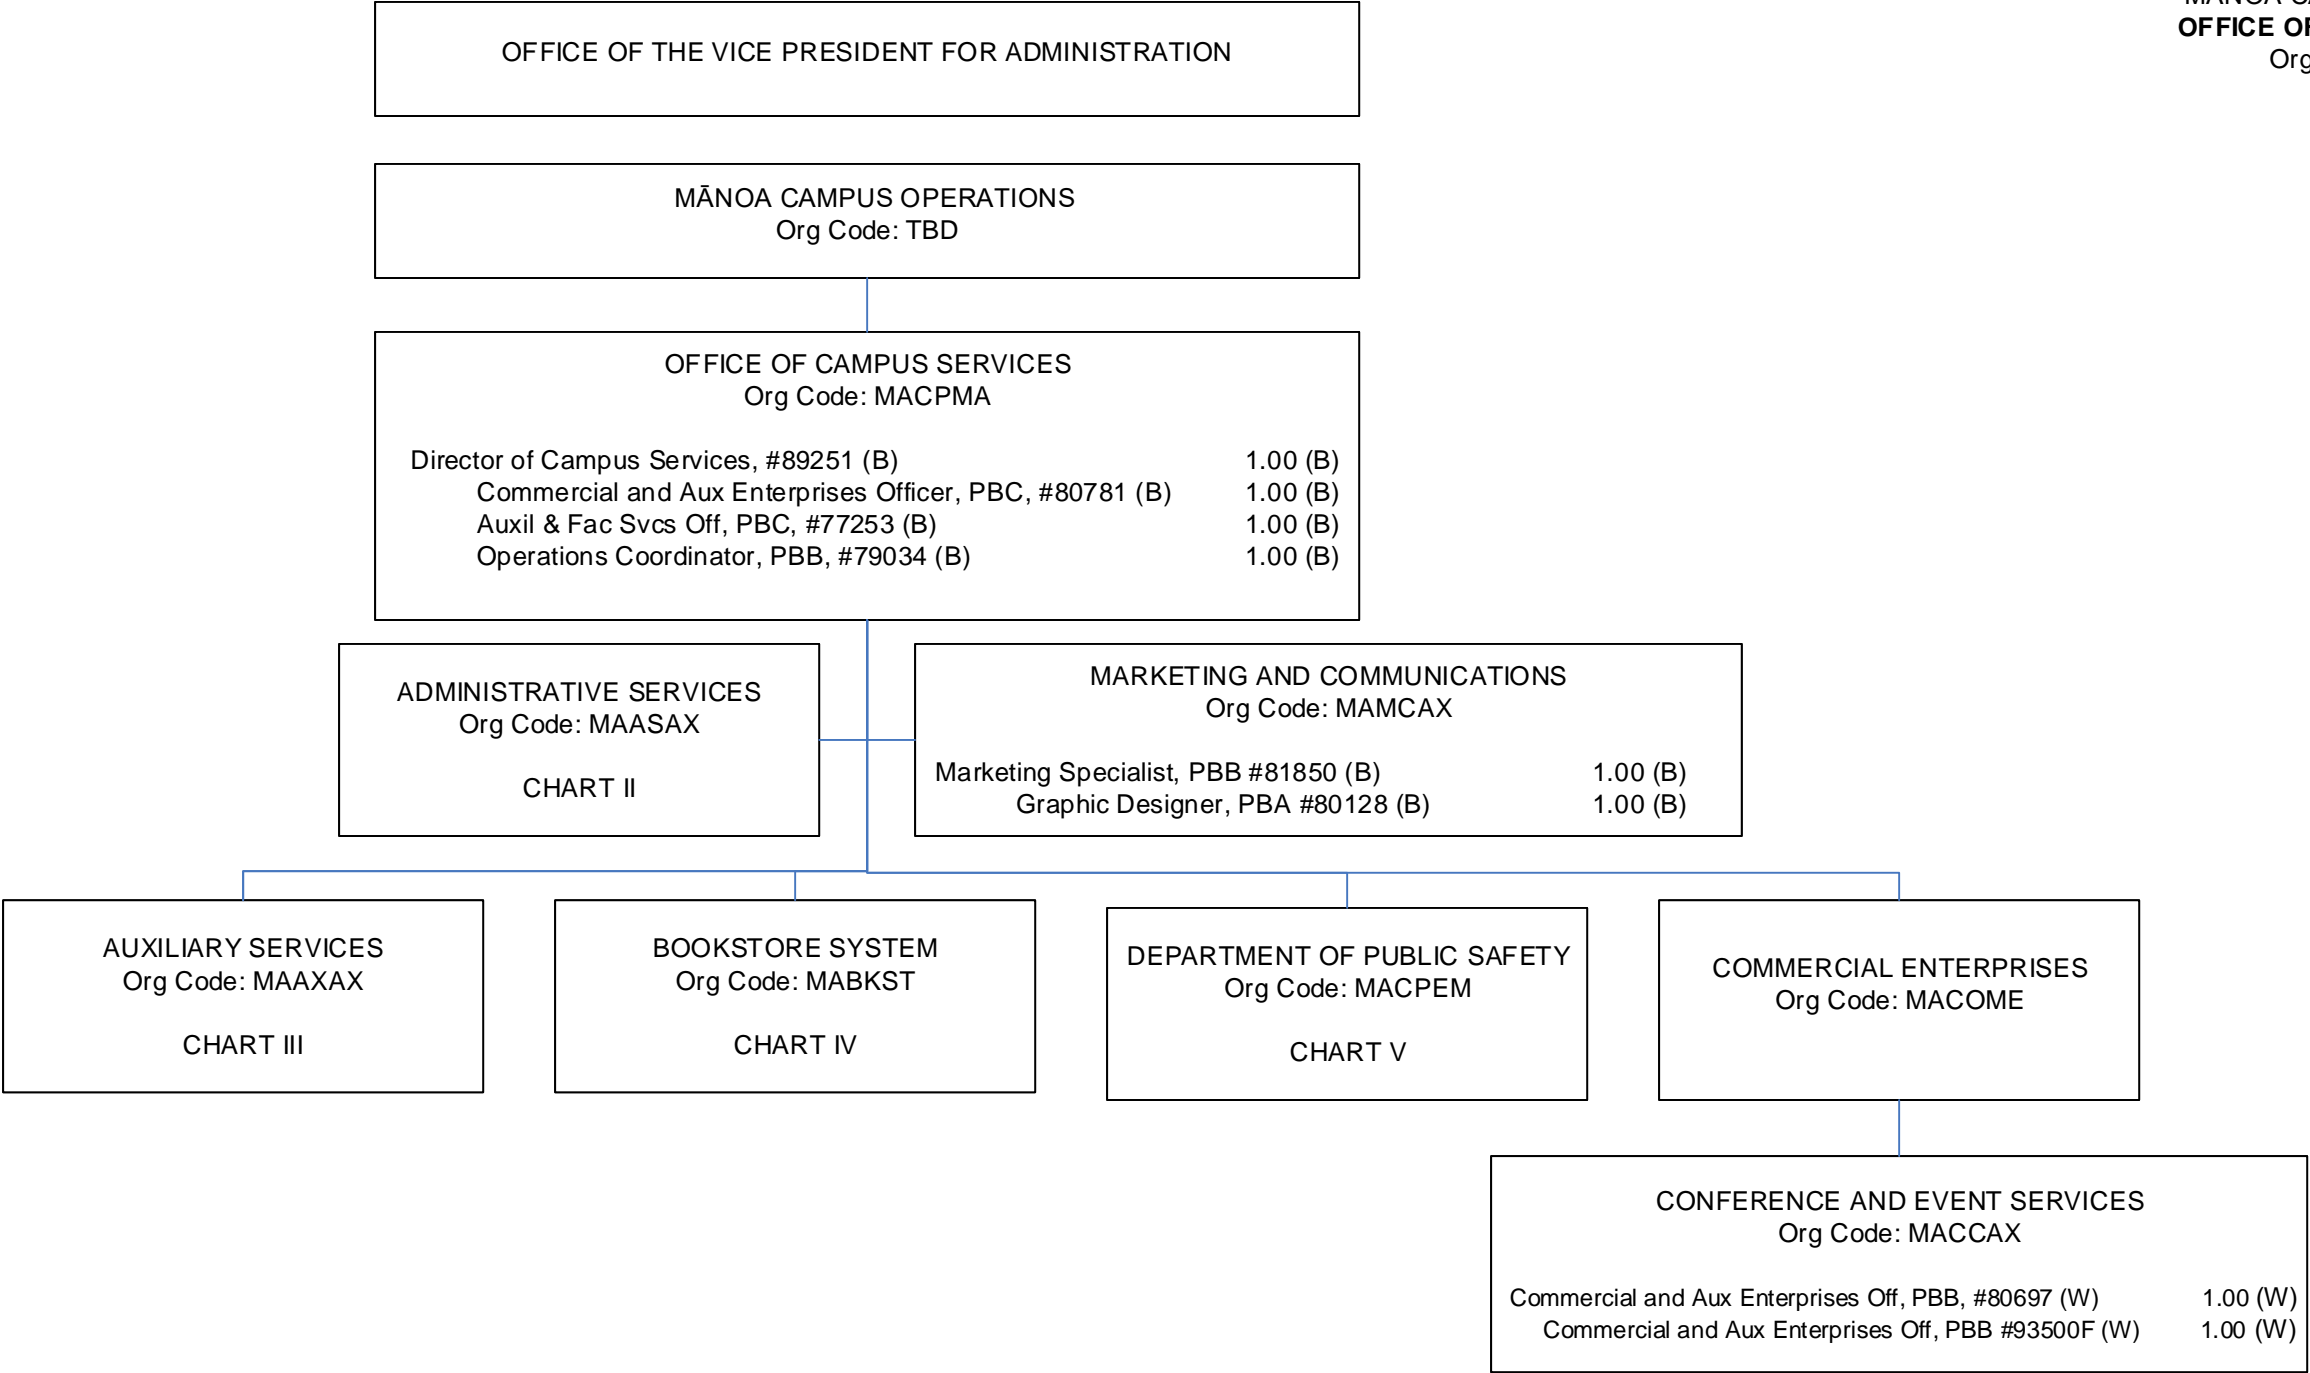 OFFICE OF THE VICE PRESIDENT FOR ADMINISTRATION
OFFICE OF
Org
MĀNOA CAMPUS OPERATIONS
Org Code: TBD
OFFICE OF CAMPUS SERVICES
Org Code: MACPMA
Director of Campus Services, #89251 (B) 1.00 (B)
Commercial and Aux Enterprises Officer, PBC, #80781 (B) 1.00 (B)
Auxil & Fac Svcs Off, PBC, #77253 (B) 1.00 (B)
Operations Coordinator, PBB, #79034 (B) 1.00 (B)
ADMINISTRATIVE SERVICES
Org Code: MAASAX
CHART II
MARKETING AND COMMUNICATIONS
Org Code: MAMCAX
Marketing Specialist, PBB #81850 (B) 1.00 (B)
Graphic Designer, PBA #80128 (B) 1.00 (B)
AUXILIARY SERVICES
Org Code: MAAXAX
CHART III
BOOKSTORE SYSTEM
Org Code: MABKST
CHART IV
DEPARTMENT OF PUBLIC SAFETY
Org Code: MACPEM
CHART V
COMMERCIAL ENTERPRISES
Org Code: MACOME
CONFERENCE AND EVENT SERVICES
Org Code: MACCAX
Commercial and Aux Enterprises Off, PBB, #80697 (W) 1.00 (W)
Commercial and Aux Enterprises Off, PBB #93500F (W) 1.00 (W)